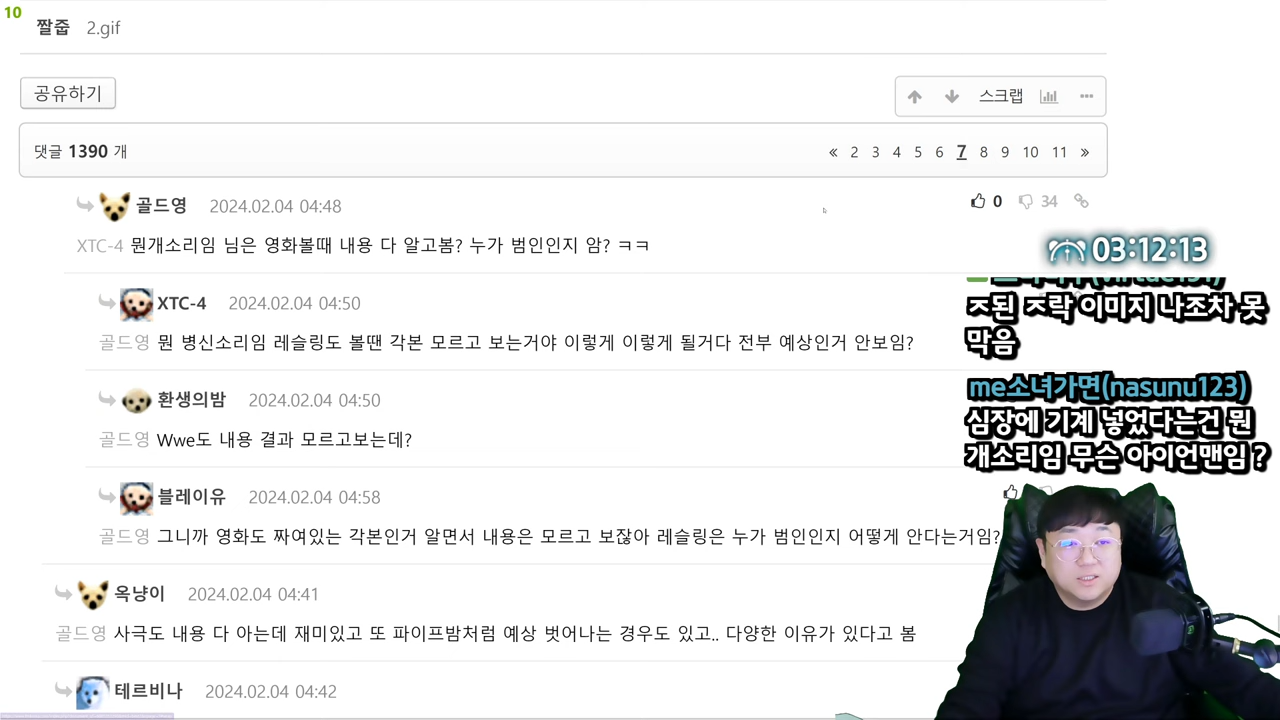 10
짤줍 2.gif
공유하기
스크랩
댓글 1390 개
« 2 3 4 5 6 7 8 9 10 11 »
골드영 2024.02.04 04:48
0 34
XTC-4 뭔개소리임 님은 영화볼때 내용 다 알고봄? 누가 범인인지 암? ㅋㅋ
XTC-4 2024.02.04 04:50
골드영 뭔 병신소리임 레슬링도 볼땐 각본 모르고 보는거야 이렇게 이렇게 될거다 전부 예상인거 안보임?
환생의밤 2024.02.04 04:50
골드영 Wwe도 내용 결과 모르고보는데?
블레이유 2024.02.04 04:58
골드영 그니까 영화도 짜여있는 각본인거 알면서 내용은 모르고 보잖아 레슬링은 누가 범인인지 어떻게 안다는거임?
옥냥이 2024.02.04 04:41
골드영 사극도 내용 다 아는데 재미있고 또 파이프밤처럼 예상 벗어나는 경우도 있고.. 다양한 이유가 있다고 봄
테르비나 2024.02.04 04:42
03:12:13
ㅈ된 ㅈ락 이미지 나조차 못
막음
me소녀가면(nasunu123)
심장에 기계 넣었다는건 뭔
개소리임 무슨 아이언맨임 ?